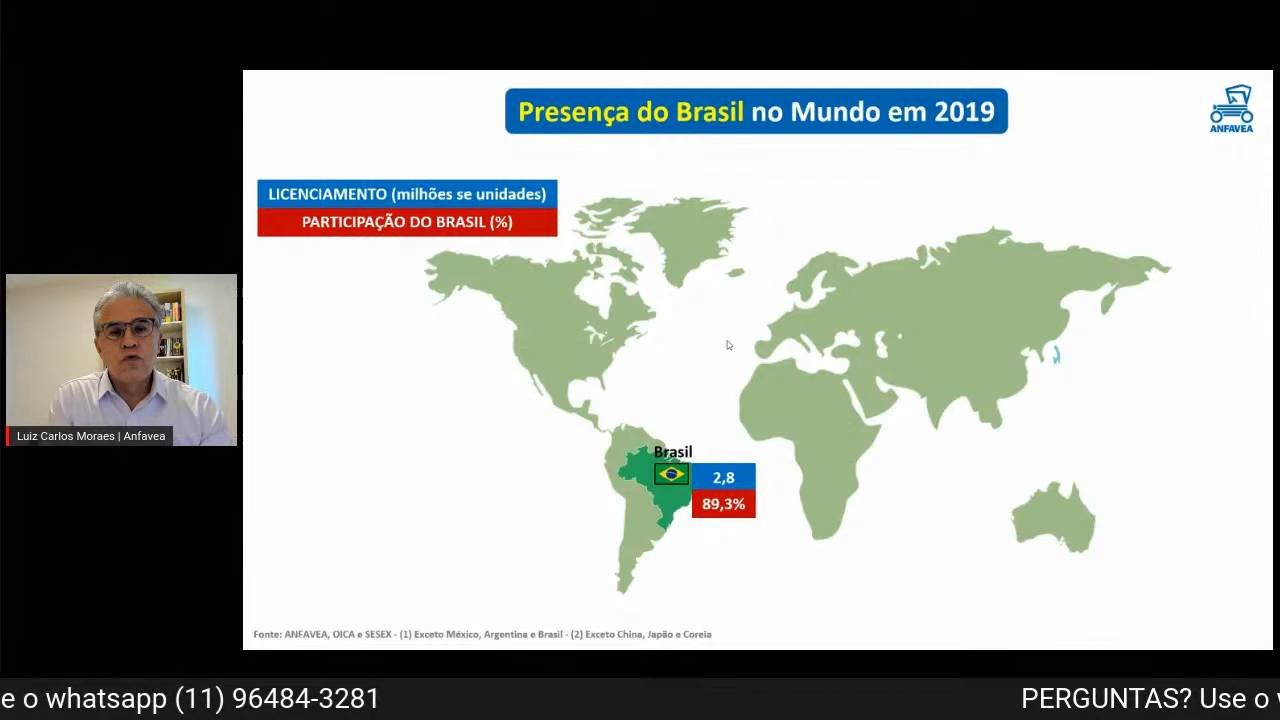 Presença do Brasil no Mundo em 2019
ANFAVEA
LICENCIAMENTO (milhões se unidades)
PARTICIPAÇÃO DO BRASIL (%)
Luiz Carlos Moraes | Anfavea
Brasil
2,8
89,3%
Fonte: ANFAVEA, OICA e SESEX - (1) Exceto México, Argentina e Brasil - (2) Exceto China, Japão e Coreia
e o whatsapp (11) 96484-3281 PERGUNTAS? Use o w